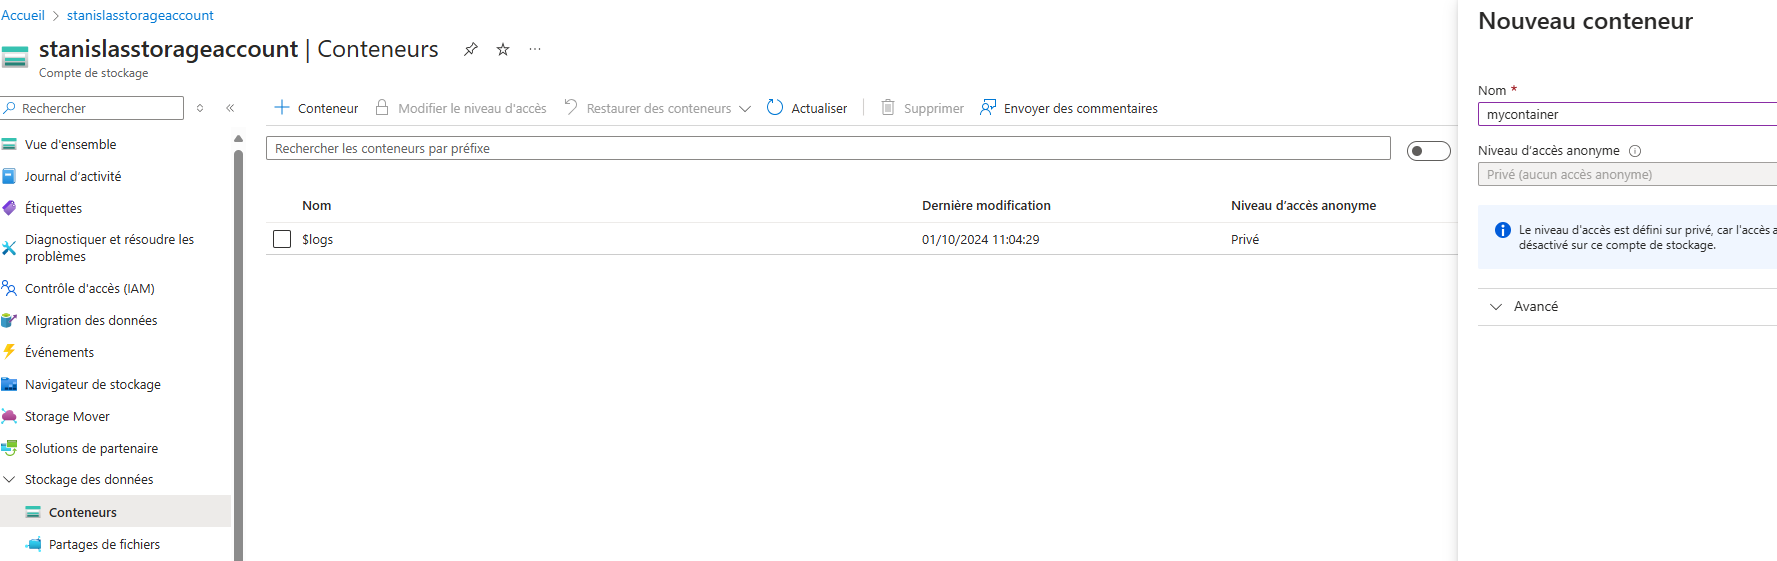 Accueil > stanislasstorageaccount
stanislasstorageaccount | Conteneurs
Compte de stockage
Rechercher
Vue d'ensemble
Journal d'activité
Étiquettes
Diagnostiquer et résoudre les
problèmes
Contrôle d'accès (IAM)
Migration des données
Événements
Navigateur de stockage
Storage Mover
Solutions de partenaire
Stockage des données
Conteneurs
Partages de fichiers
Conteneur Modifier le niveau d'accès Restaurer des conteneurs Actualiser Supprimer Envoyer des commentaires
Rechercher les conteneurs par préfixe
Nom Dernière modification Niveau d'accès anonyme
$logs 01/10/2024 11:04:29 Privé
Nouveau conteneur
Nom *
mycontainer
Niveau d'accès anonyme
Privé (aucun accès anonyme)
Le niveau d'accès est défini sur privé, car l'accès a
désactivé sur ce compte de stockage.
Avancé